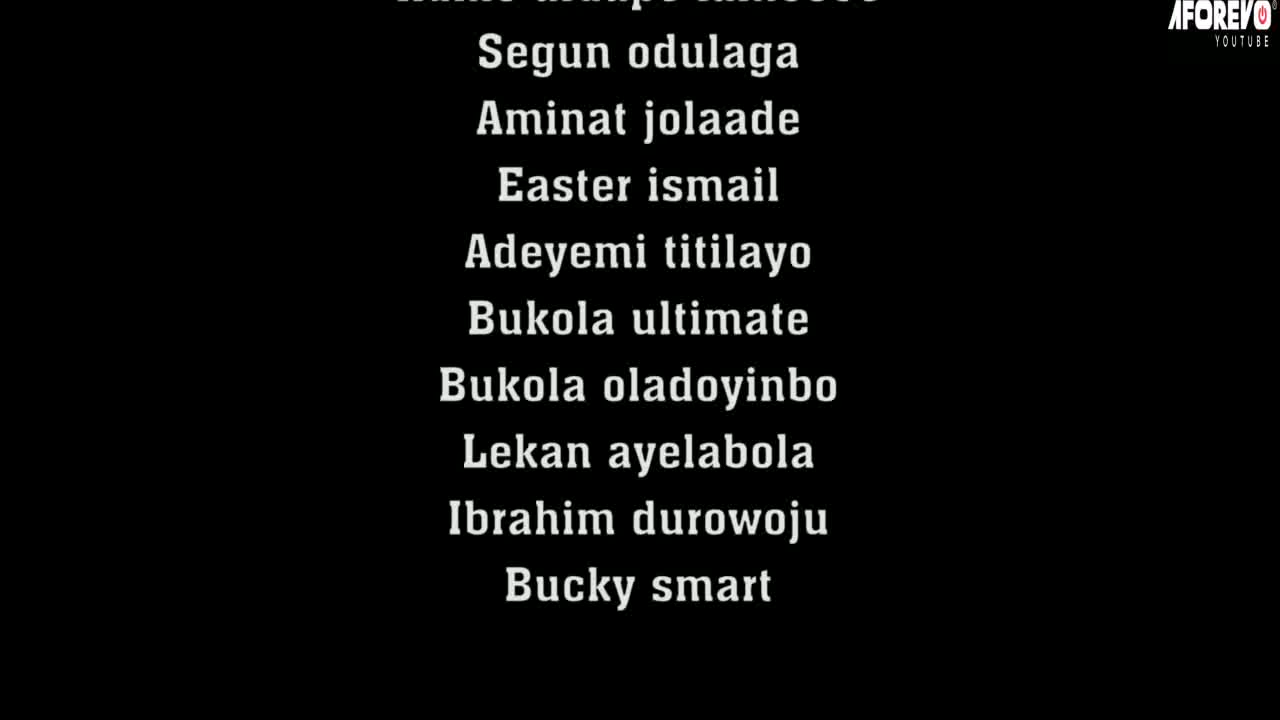 AFOREVO
YOUTUBE
Segun odulaga
Aminat jolaade
Easter ismail
Adeyemi titilayo
Bukola ultimate
Bukola oladoyinbo
Lekan ayelabola
Ibrahim durowoju
Bucky smart